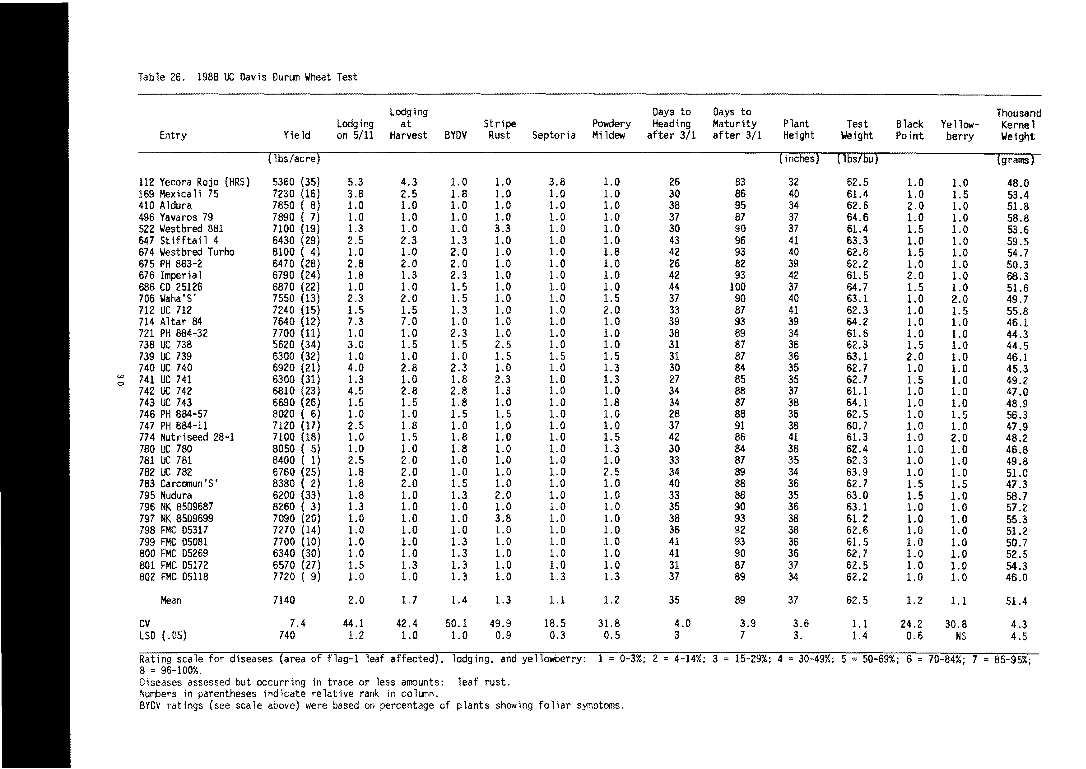 Table 26. 1988 UC Davis Durum Wheat Test
Entry Yield Lodging on 5/11 Lodging at Harvest BYDV Stripe Rust Septoria Powdery Mildew Days to Heading after 3/1 Days to Maturity after 3/1 Plant Height Test Weight Black Point Yellow-berry Thousand Kernel Weight
(lbs/acre) (inches) (lbs/bu) (grams)
112 Yecora Rojo (HRS) 5360 (35) 5.3 4.3 1.0 1.0 3.8 1.0 26 83 32 62.5 1.0 1.0 48.0
169 Mexicali 75 7230 (16) 3.8 2.5 1.8 1.0 1.0 1.0 30 86 40 61.4 1.0 1.5 53.4
410 Aldura 7850 ( 8) 1.0 1.0 1.0 1.0 1.0 1.0 38 95 34 62.6 2.0 1.0 51.8
496 Yavaros 79 7890 ( 7) 1.0 1.0 1.0 1.0 1.0 1.0 37 87 37 64.6 1.0 1.0 58.8
522 Westbred 881 7100 (19) 1.3 1.0 1.0 3.3 1.0 1.0 30 90 37 61.4 1.5 1.0 53.6
647 Stifftail 4 6430 (29) 2.5 2.3 1.3 1.0 1.0 1.0 43 96 41 63.3 1.0 1.0 59.5
674 Westbred Turbo 8100 ( 4) 1.0 1.0 2.0 1.0 1.0 1.8 42 93 40 62.8 1.5 1.0 54.7
675 PH 883-2 6470 (28) 2.8 2.0 2.0 1.0 1.0 1.0 26 82 39 62.2 1.0 1.0 50.3
676 Imperial 6790 (24) 1.8 1.3 2.3 1.0 1.0 1.0 42 93 42 61.5 2.0 1.0 68.3
686 CD 25126 6870 (22) 1.0 1.0 1.5 1.0 1.0 1.0 44 100 37 64.7 1.5 1.0 51.6
706 Waha'S' 7550 (13) 2.3 2.0 1.5 1.0 1.0 1.5 37 90 40 63.1 1.0 2.0 49.7
712 UC 712 7240 (15) 1.5 1.5 1.3 1.0 1.0 2.0 33 87 41 62.3 1.0 1.5 55.8
714 Altar 84 7640 (12) 7.3 7.0 1.0 1.0 1.0 1.0 39 93 39 64.2 1.0 1.0 46.1
721 PH 884-32 7700 (11) 1.0 1.0 2.3 1.0 1.0 1.0 38 89 34 61.6 1.0 1.0 44.3
738 UC 738 5620 (34) 3.0 1.5 1.5 2.5 1.0 1.0 31 87 36 62.3 1.5 1.0 44.5
739 UC 739 6300 (32) 1.0 1.0 1.0 1.5 1.5 1.5 31 87 36 63.1 2.0 1.0 46.1
740 UC 740 6920 (21) 4.0 2.8 2.3 1.0 1.0 1.0 30 84 35 62.7 1.0 1.0 45.3
741 UC 741 6300 (31) 1.3 1.0 1.8 2.3 1.0 1.3 27 85 35 62.7 1.5 1.0 49.2
742 UC 742 6810 (23) 4.5 2.8 2.8 1.3 1.0 1.0 34 88 37 61.1 1.0 1.0 47.0
743 UC 743 6690 (26) 1.5 1.5 1.8 1.0 1.0 1.8 34 87 38 64.1 1.0 1.0 48.9
746 PH 884-57 8020 ( 6) 1.0 1.0 1.5 1.5 1.0 1.0 28 88 36 62.5 1.0 1.5 56.3
747 PH 884-11 7120 (17) 2.5 1.8 1.0 1.0 1.0 1.0 37 91 38 60.7 1.0 1.0 47.9
774 Nutriseed 28-1 7100 (18) 1.0 1.5 1.8 1.0 1.0 1.5 42 86 41 61.3 1.0 2.0 48.2
780 UC 780 8050 ( 5) 1.0 1.0 1.8 1.0 1.0 1.3 30 84 36 62.4 1.0 1.0 46.8
781 UC 781 8400 ( 1) 2.5 2.0 1.0 1.0 1.0 1.0 33 87 35 62.3 1.0 1.0 49.8
782 UC 782 6760 (25) 1.8 2.0 1.0 1.0 1.0 2.5 34 89 34 63.9 1.0 1.0 51.0
783 Carcomun'S' 8380 ( 2) 1.8 2.0 1.5 1.0 1.0 1.0 40 88 36 62.7 1.5 1.5 47.3
795 Nudura 6200 (33) 1.8 1.0 1.3 2.0 1.0 1.0 33 88 35 63.0 1.5 1.0 58.7
796 NK 85D9687 8260 ( 3) 1.3 1.0 1.0 1.0 1.0 1.0 35 90 36 63.1 1.0 1.0 57.2
797 NK 85D9699 7090 (20) 1.0 1.0 1.0 3.8 1.0 1.0 38 93 38 61.2 1.0 1.0 55.3
798 FMC D5317 7270 (14) 1.0 1.0 1.0 1.0 1.0 1.0 36 92 38 62.6 1.0 1.0 51.2
799 FMC D5081 7700 (10) 1.0 1.0 1.3 1.0 1.0 1.0 41 93 36 61.5 1.0 1.0 50.7
800 FMC D5269 6340 (30) 1.0 1.0 1.3 1.0 1.0 1.0 41 90 36 62.7 1.0 1.0 52.5
801 FMC D5172 6570 (27) 1.5 1.3 1.3 1.0 1.0 1.0 31 87 37 62.5 1.0 1.0 54.3
802 FMC D5118 7720 ( 9) 1.0 1.0 1.3 1.0 1.3 1.3 37 89 34 62.2 1.0 1.0 46.0
Mean 7140 2.0 1.7 1.4 1.3 1.1 1.2 35 89 37 62.5 1.2 1.1 51.4
CV 7.4 44.1 42.4 50.1 49.9 18.5 31.8 4.0 3.9 3.6 1.1 24.2 30.8 4.3
LSD (.05) 740 1.2 1.0 1.0 0.9 0.3 0.5 3 7 3. 1.4 0.6 NS 4.5
Rating scale for diseases (area of flag-1 leaf affected), lodging, and yellowberry: 1 = 0-3%; 2 = 4-14%; 3 = 15-29%; 4 = 30-49%; 5 = 50-69%; 6 = 70-84%; 7 = 85-95%;
8 = 96-100%.
Diseases assessed but occurring in trace or less amounts: leaf rust.
Numbers in parentheses indicate relative rank in column.
BYDV ratings (see scale above) were based on percentage of plants showing foliar symptoms.
90